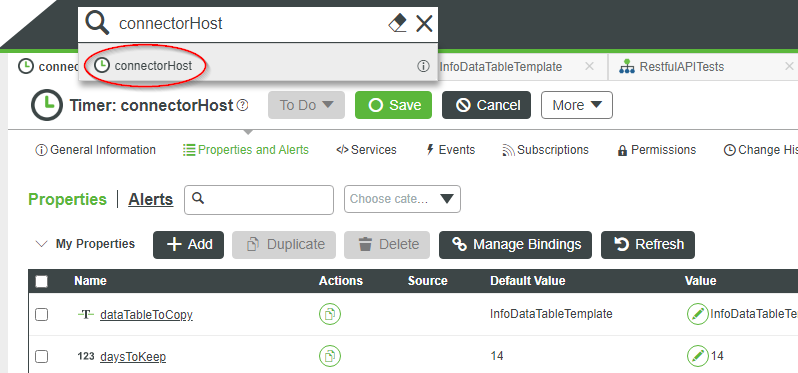 connectorHost
connectorHost
connec
InfoDataTableTemplate
RestfulAPITests
Timer: connectorHost
To Do
Save
Cancel
More
General Information
Properties and Alerts
</> Services
Events
Subscriptions
Permissions
Change His
Properties | Alerts
Choose cate...
My Properties
Add
Duplicate
Delete
Manage Bindings
Refresh
Name Actions Source Default Value Value
dataTableToCopy InfoDataTableTemplate InfoDataTableTem
123 daysToKeep 14 14